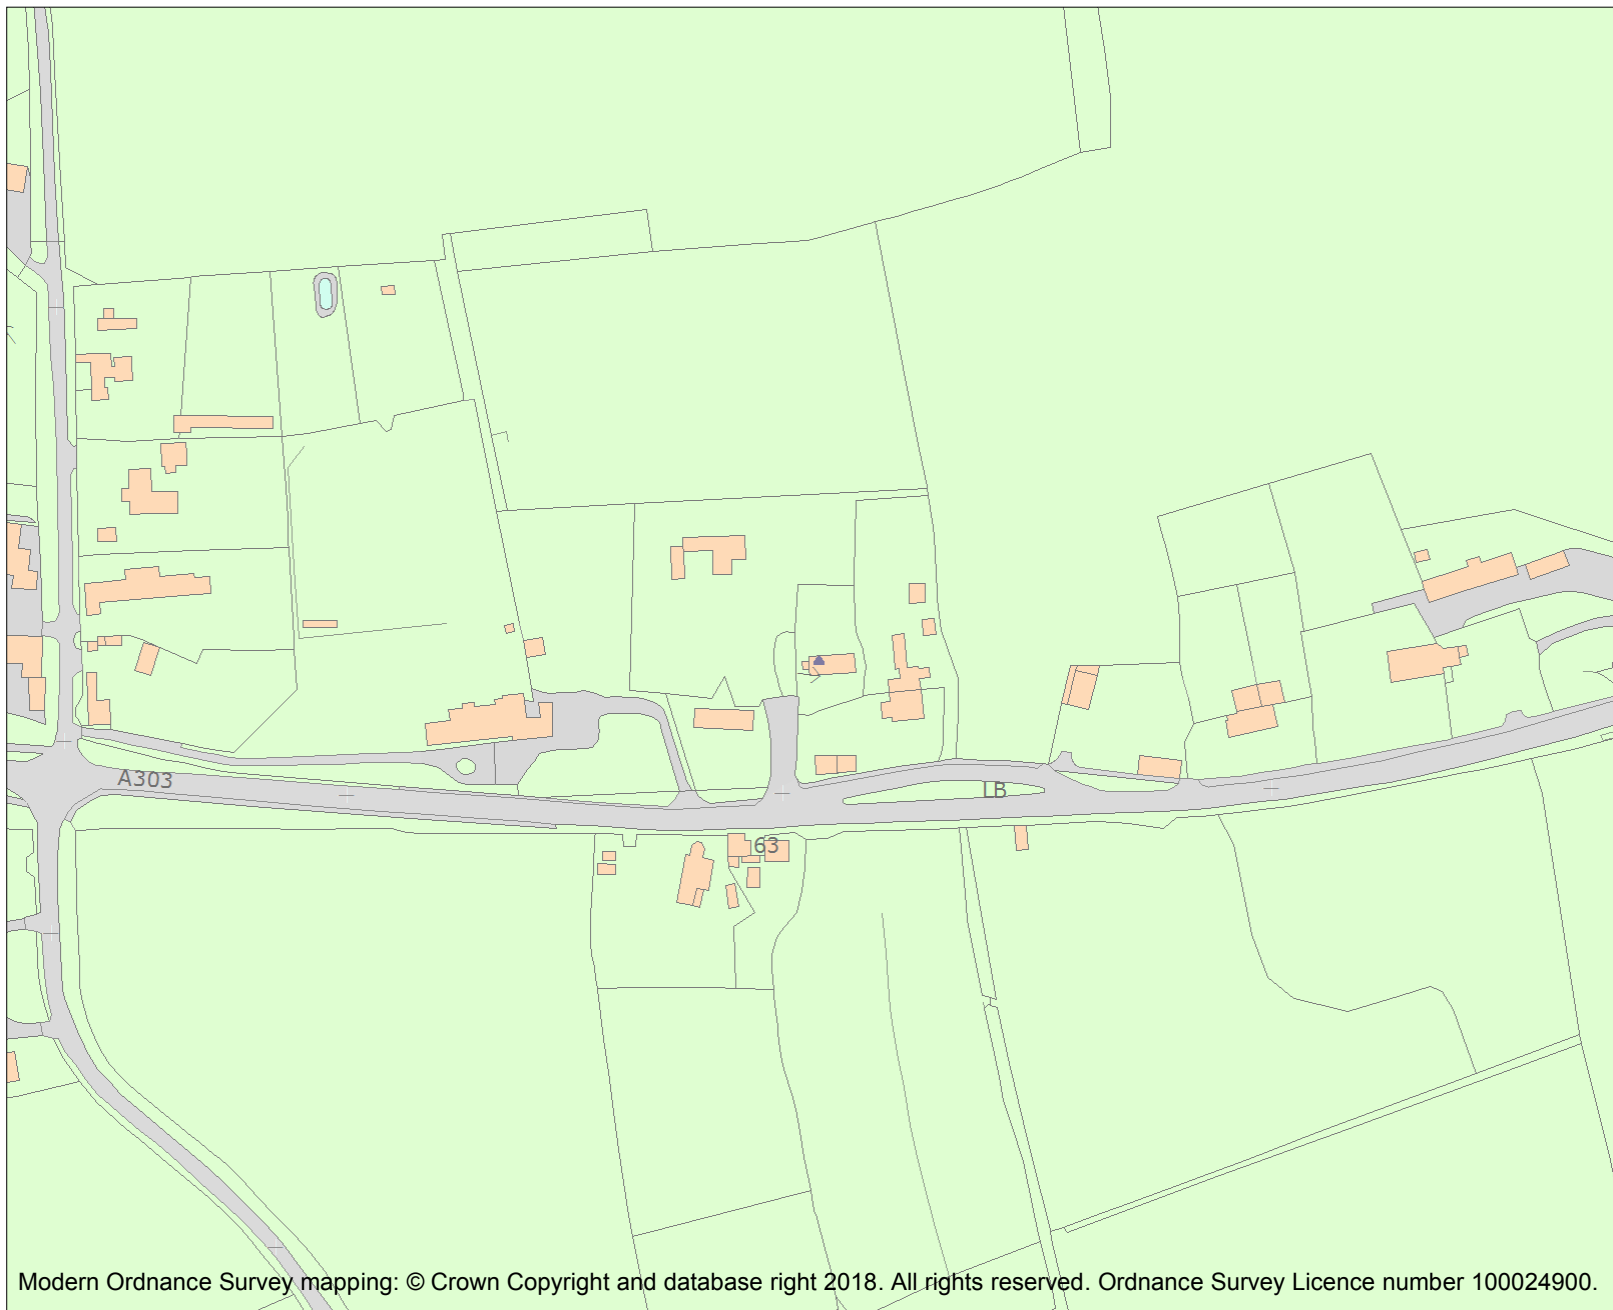 A303
LB
63
Modern Ordnance Survey mapping: © Crown Copyright and database right 2018. All rights reserved. Ordnance Survey Licence number 100024900.